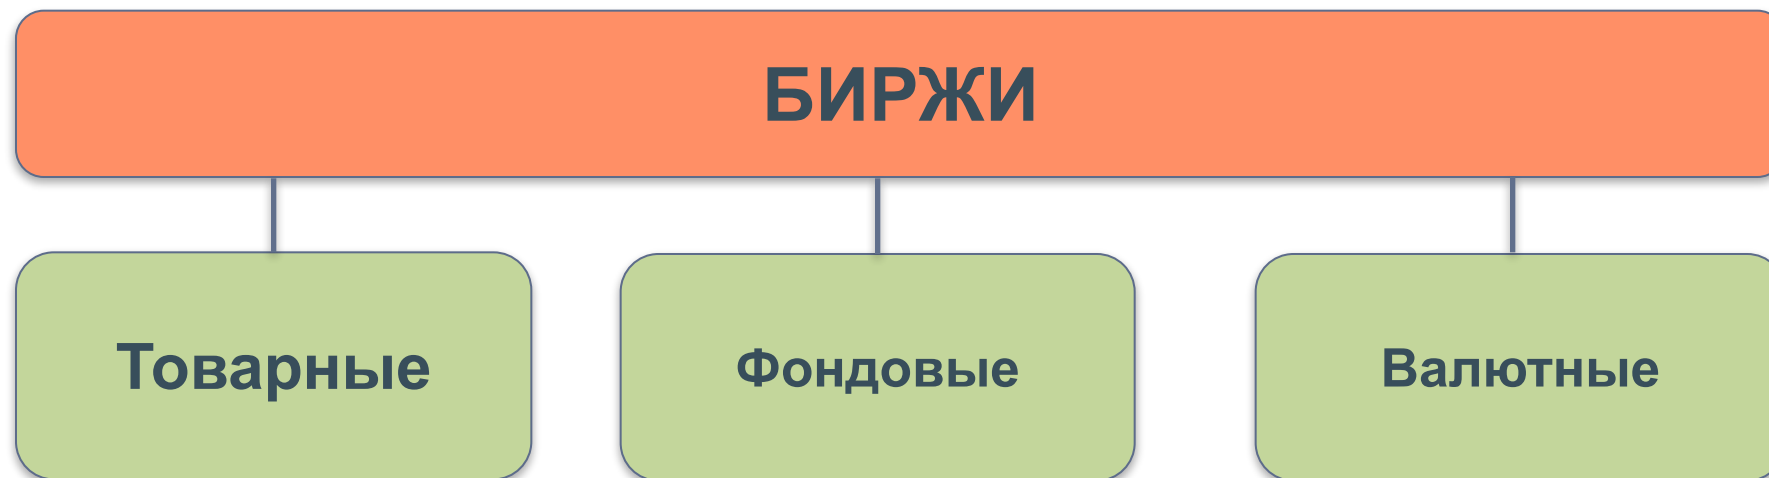 БИРЖИ
Товарные
Фондовые
Валютные